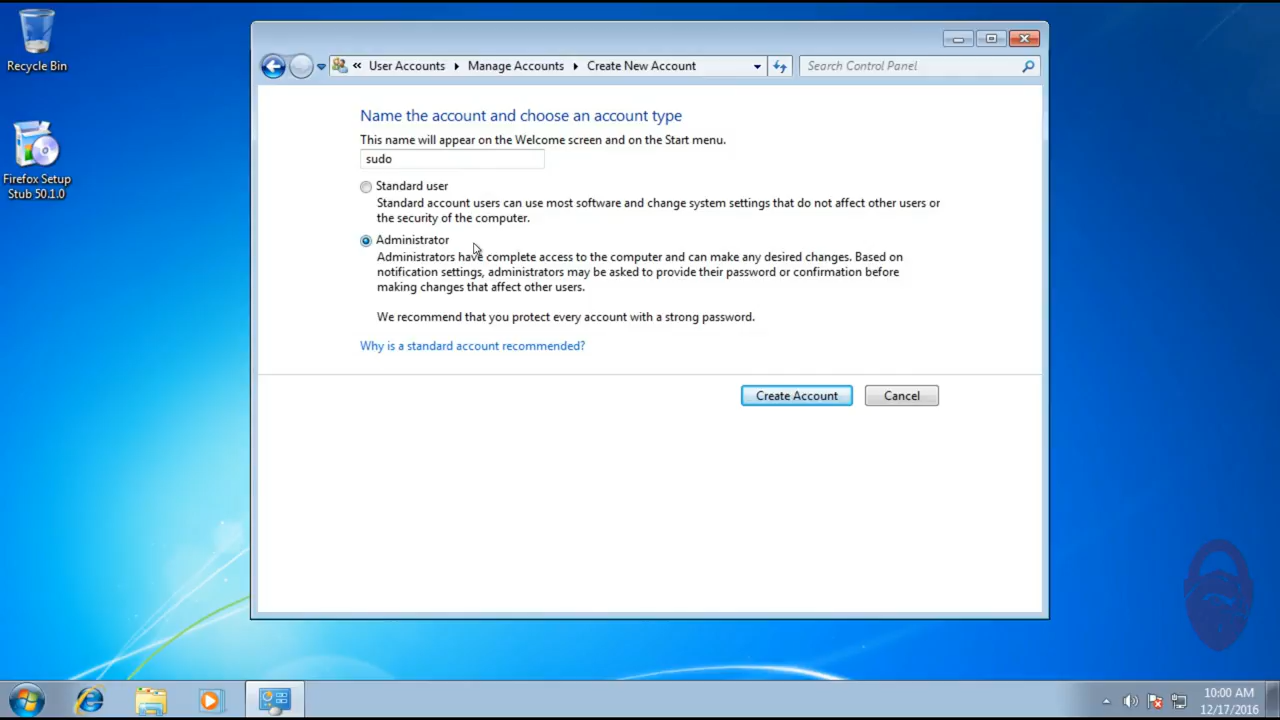 Recycle Bin
Firefox Setup
Stub 50.1.0
« User Accounts Manage Accounts Create New Account
Search Control Panel
Name the account and choose an account type
This name will appear on the Welcome screen and on the Start menu.
sudo
Standard user
Standard account users can use most software and change system settings that do not affect other users or
the security of the computer.
Administrator
Administrators have complete access to the computer and can make any desired changes. Based on
notification settings, administrators may be asked to provide their password or confirmation before
making changes that affect other users.
We recommend that you protect every account with a strong password.
Why is a standard account recommended?
Create Account
Cancel
10:00 AM
12/17/2016